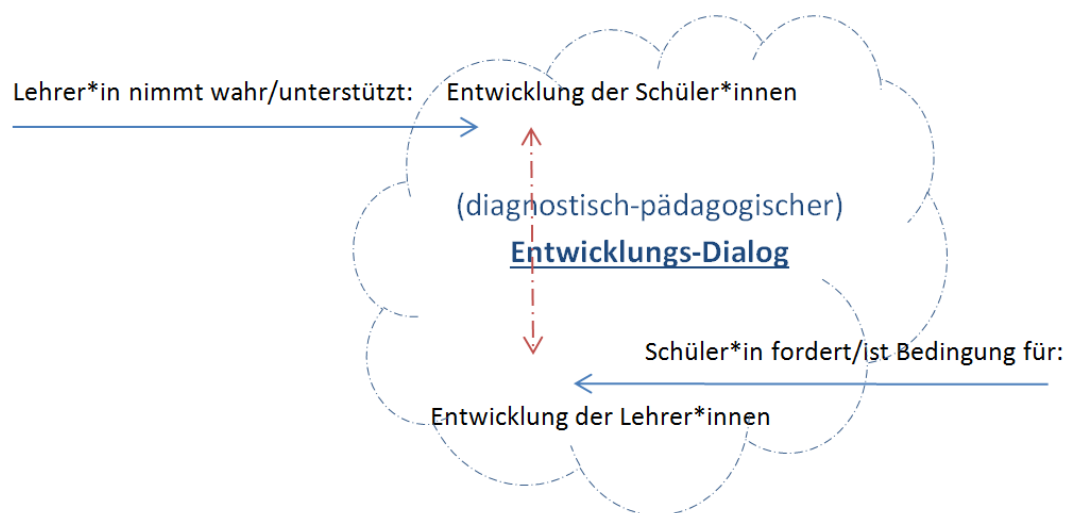 Lehrer*in nimmt wahr/unterstützt: Entwicklung der Schüler*innen
(diagnostisch-pädagogischer)
Entwicklungs-Dialog
Schüler*in fordert/ist Bedingung für:
Entwicklung der Lehrer*innen